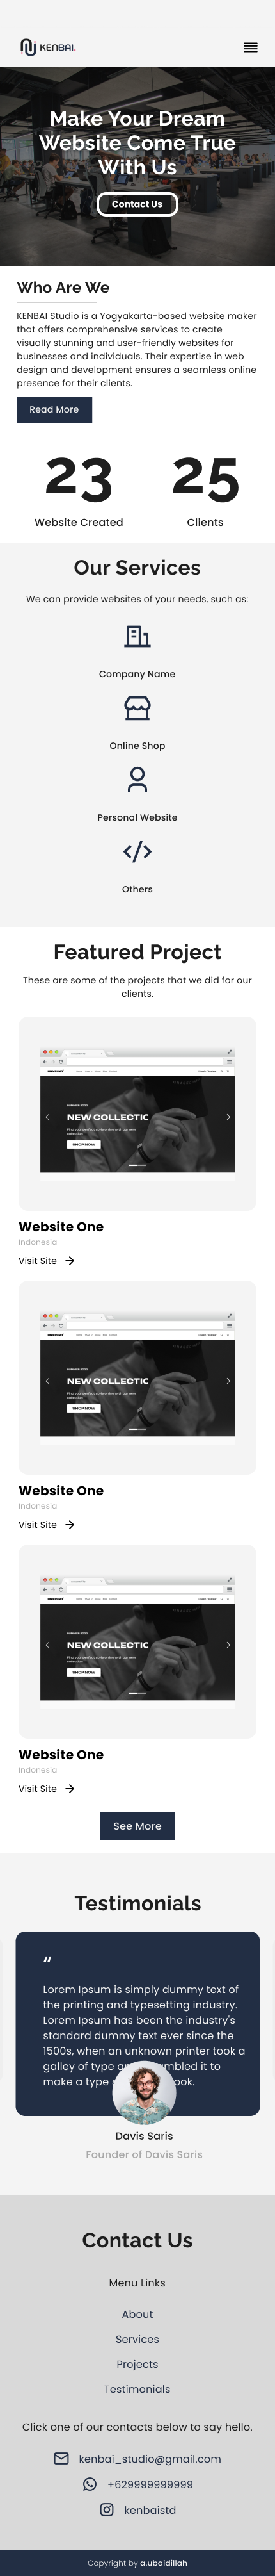 KENBAI.
Make Your Dream
Website Come True
With Us
Contact Us
Who Are We
KENBAI Studio is a Yogyakarta-based website maker
that offers comprehensive services to create
visually stunning and user-friendly websites for
businesses and individuals. Their expertise in web
design and development ensures a seamless online
presence for their clients.
Read More
23
25
Website Created
Clients
Our Services
We can provide websites of your needs, such as:
Company Name
Online Shop
Personal Website
Others
Featured Project
These are some of the projects that we did for our
clients.
NEW COLLECTIC
SHOP NOW
Website One
Indonesia
Visit Site
NEW COLLECTIC
SHOP NOW
Website One
Indonesia
Visit Site
NEW COLLECTIC
SHOP NOW
Website One
Indonesia
Visit Site
See More
Testimonials
“
Lorem Ipsum is simply dummy text of
the printing and typesetting industry.
Lorem Ipsum has been the industry's
standard dummy text ever since the
1500s, when an unknown printer took a
galley of type it to
make a type
Davis Saris
Founder of Davis Saris
Contact Us
Menu Links
About
Services
Projects
Testimonials
Click one of our contacts below to say hello.
kenbai_studio@gmail.com
+629999999999
kenbaistd
Copyright by a.ubaidillah